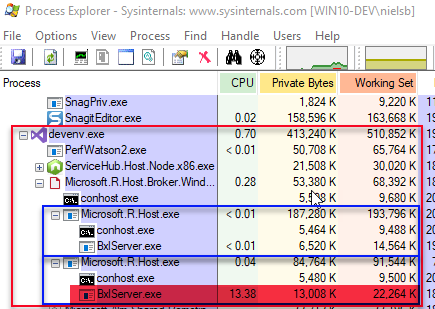 Process Explorer - Sysinternals: www.sysinternals.com [WIN10-DEV\nielsb]
File Options View Process Find Handle Users Help
Process CPU Private Bytes Working Set
SnagPriv.exe 1,824 K 9,220 K
SnagitEditor.exe 0.02 158,596 K 163,668 K
devenv.exe 0.70 413,240 K 510,852 K
PerfWatson2.exe < 0.01 50,708 K 65,764 K
ServiceHub.Host.Node.x86.exe 21,508 K 30,020 K
Microsoft.R.Host.Broker.Wind... 0.28 53,380 K 68,392 K
conhost.exe K 9,680 K
Microsoft.R.Host.exe < 0.01 187,280 K 193,796 K
conhost.exe 5,464 K 9,488 K
BxlServer.exe < 0.01 6,520 K 14,564 K
Microsoft.R.Host.exe 0.04 84,764 K 91,544 K
conhost.exe 5,480 K 9,500 K
BxlServer.exe 13.38 13,008 K 22,264 K